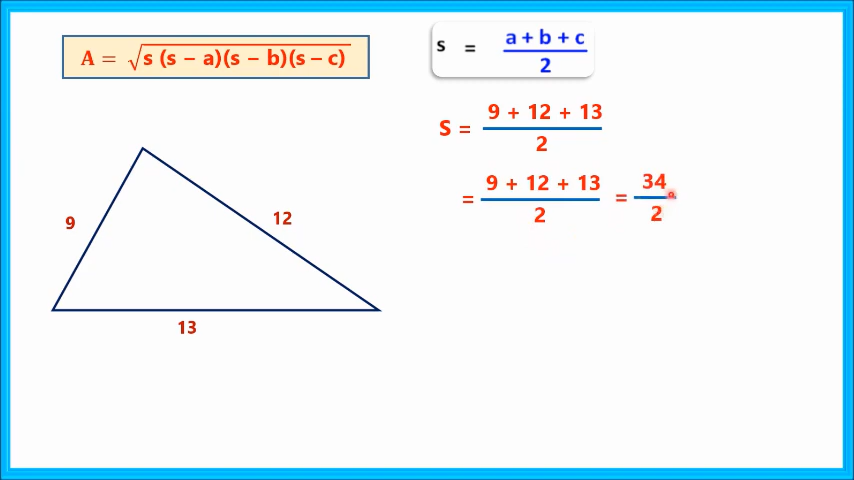 A = √s (s − a)(s − b)(s − c)
s = a + b + c / 2
S = 9 + 12 + 13 / 2
= 9 + 12 + 13 / 2 = 34 / 2
9
12
13